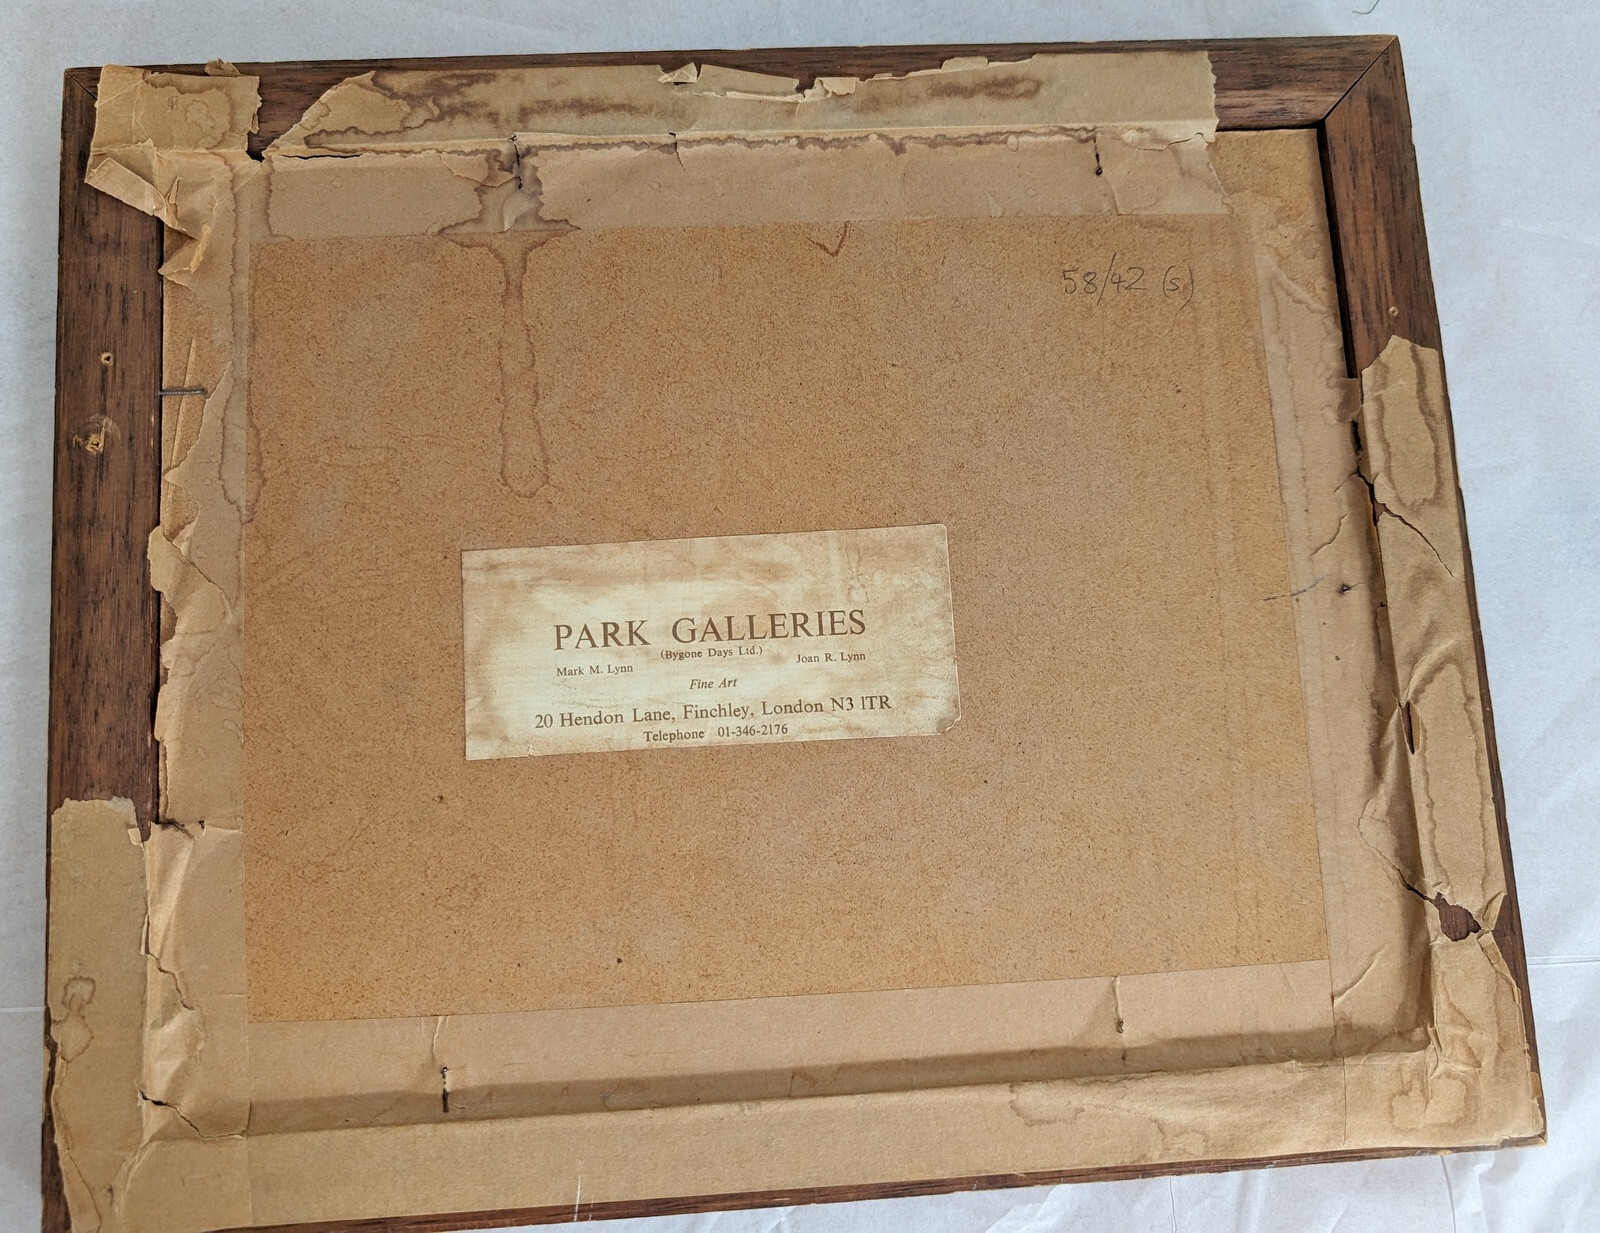 58/42 (s)
PARK GALLERIES
(Bygone Days Ltd.)
Mark M. Lynn Joan R. Lynn
Fine Art
20 Hendon Lane, Finchley, London N3 1TR
Telephone 01-346-2176